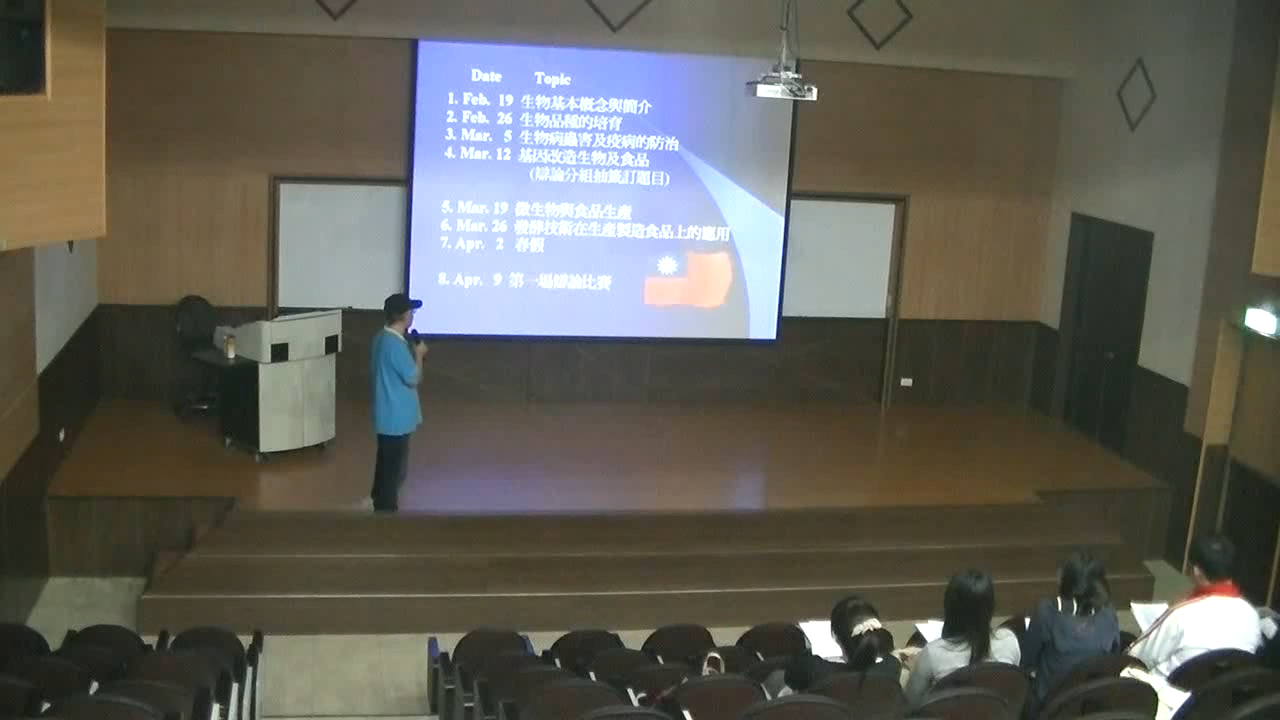 Date Topic
1. Feb. 19 生物基本概念與簡介
2. Feb. 26 生物品種的培育
3. Mar. 5 生物病蟲害及疫病的防治
4. Mar. 12 基因改造生物及食品
(辯論分組抽籤訂題目)
5. Mar. 19 微生物與食品生產
6. Mar. 26 發酵技術在生產製造食品上的應用
7. Apr. 2 春假
8. Apr. 9 第一場辯論比賽